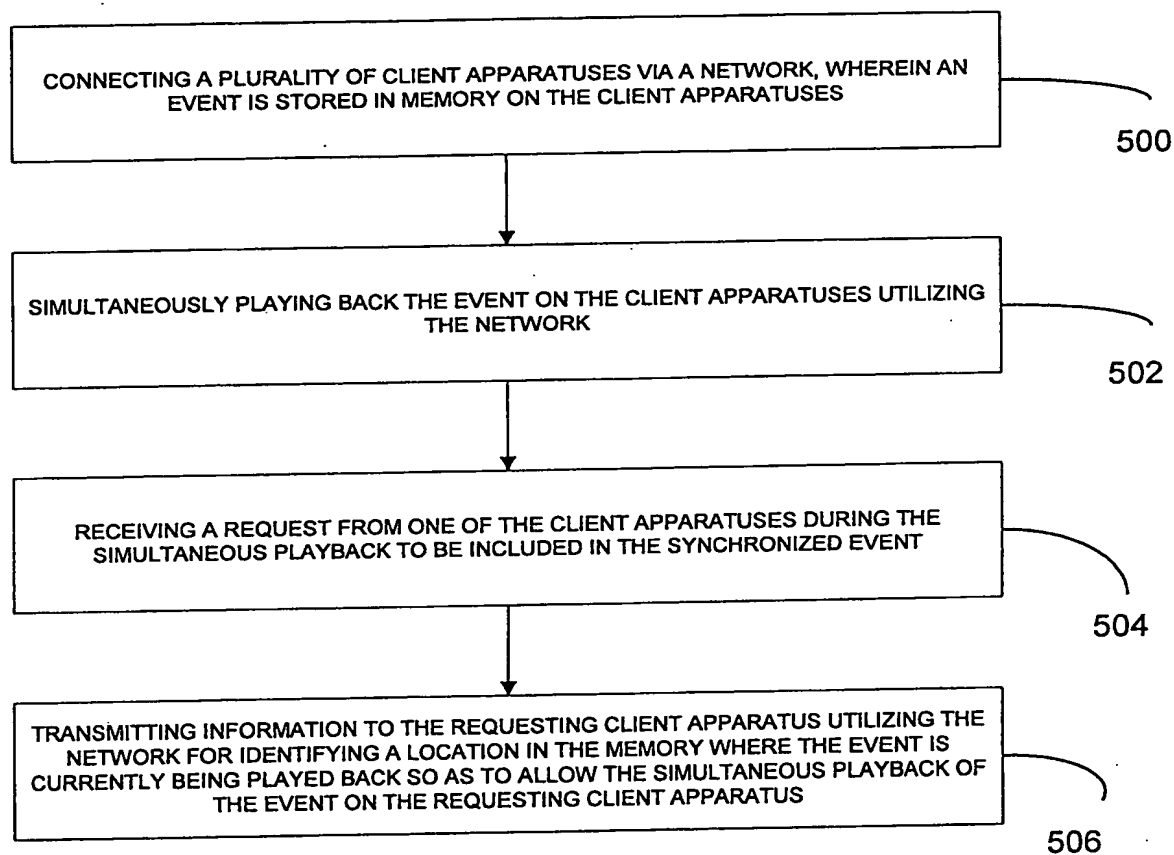 CONNECTING A PLURALITY OF CLIENT APPARATUSES VIA A NETWORK, WHEREIN AN
EVENT IS STORED IN MEMORY ON THE CLIENT APPARATUSES
500
SIMULTANEOUSLY PLAYING BACK THE EVENT ON THE CLIENT APPARATUSES UTILIZING
THE NETWORK
502
RECEIVING A REQUEST FROM ONE OF THE CLIENT APPARATUSES DURING THE
SIMULTANEOUS PLAYBACK TO BE INCLUDED IN THE SYNCHRONIZED EVENT
504
TRANSMITTING INFORMATION TO THE REQUESTING CLIENT APPARATUS UTILIZING THE
NETWORK FOR IDENTIFYING A LOCATION IN THE MEMORY WHERE THE EVENT IS
CURRENTLY BEING PLAYED BACK SO AS TO ALLOW THE SIMULTANEOUS PLAYBACK OF
THE EVENT ON THE REQUESTING CLIENT APPARATUS
506